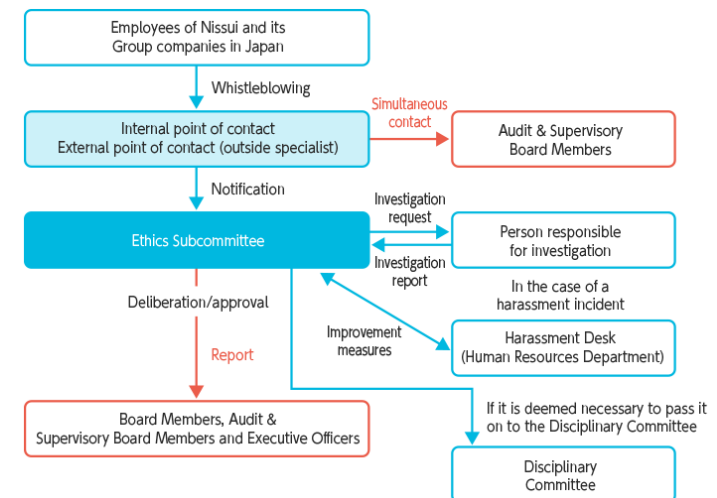 Employees of Nissui and its
Group companies in Japan
Whistleblowing
Internal point of contact
External point of contact (outside specialist)
Simultaneous
contact
Audit & Supervisory
Board Members
Notification
Ethics Subcommittee
Investigation
request
Investigation
report
Person responsible
for investigation
In the case of a
harassment incident
Deliberation/approval
Improvement
measures
Harassment Desk
(Human Resources Department)
Report
Board Members, Audit &
Supervisory Board Members and Executive Officers
If it is deemed necessary to pass it
on to the Disciplinary Committee
Disciplinary
Committee